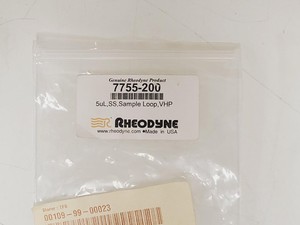 Genuine Rheodyne Product
7755-200
5uL,SS,Sample Loop,VHP
RHEODYNE
www.rheodyne.com ●Made in USA
00109-99-00823